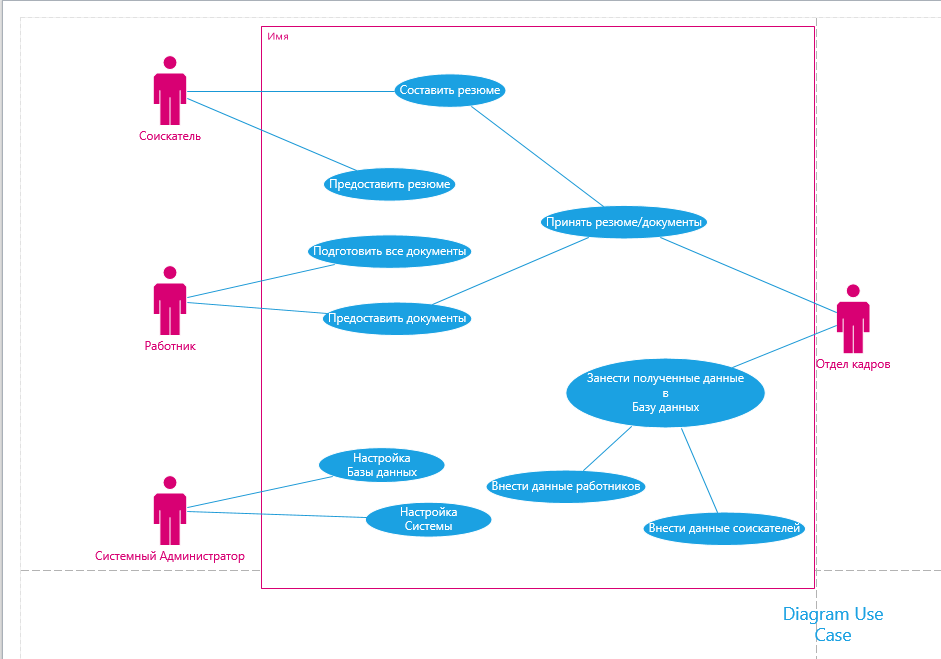 Имя
Составить резюме
Соискатель
Предоставить резюме
Принять резюме/документы
Подготовить все документы
Предоставить документы
Работник
Отдел кадров
Занести полученные данные
в
Базу данных
Настройка
Базы данных
Внести данные работников
Настройка
Системы
Внести данные соискателей
Системный Администратор
Diagram Use
Case